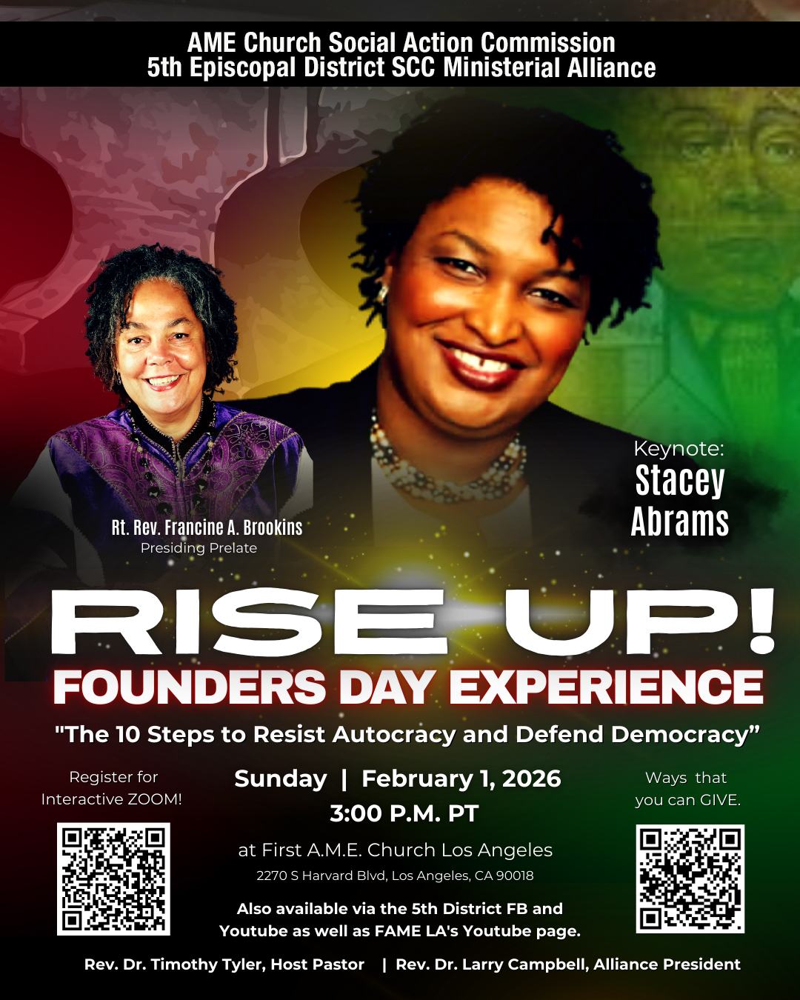 AME Church Social Action Commission
5th Episcopal District SCC Ministerial Alliance
Keynote:
Stacey
Abrams
Rt. Rev. Francine A. Brookins
Presiding Prelate
RISE UP!
FOUNDERS DAY EXPERIENCE
"The 10 Steps to Resist Autocracy and Defend Democracy”
Register for
Interactive ZOOM!
Sunday | February 1, 2026
3:00 P.M. PT
at First A.M.E. Church Los Angeles
2270 S Harvard Blvd, Los Angeles, CA 90018
Also available via the 5th District FB and
Youtube as well as FAME LA's Youtube page.
Ways that
you can GIVE.
Rev. Dr. Timothy Tyler, Host Pastor | Rev. Dr. Larry Campbell, Alliance President